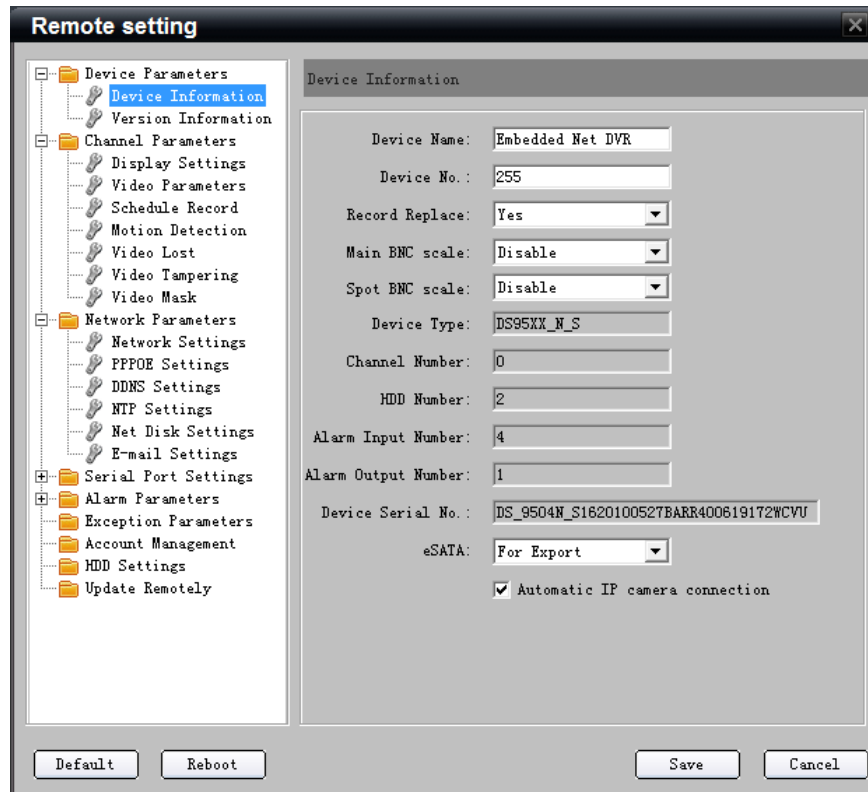 Remote setting
Device Parameters
Device Information
Version Information
Channel Parameters
Display Settings
Video Parameters
Schedule Record
Motion Detection
Video Lost
Video Tampering
Video Mask
Network Parameters
Network Settings
PPPOE Settings
DDNS Settings
NTP Settings
Net Disk Settings
E-mail Settings
Serial Port Settings
Alarm Parameters
Exception Parameters
Account Management
HDD Settings
Update Remotely
Device Information
Device Name: Embedded Net DVR
Device No.: 255
Record Replace: Yes
Main BNC scale: Disable
Spot BNC scale: Disable
Device Type: DS95XX_N_S
Channel Number: 0
HDD Number: 2
Alarm Input Number: 4
Alarm Output Number: 1
Device Serial No.: DS_9504N_S1620100527BARR400619172WCVU
eSATA: For Export
Automatic IP camera connection
Default Reboot Save Cancel